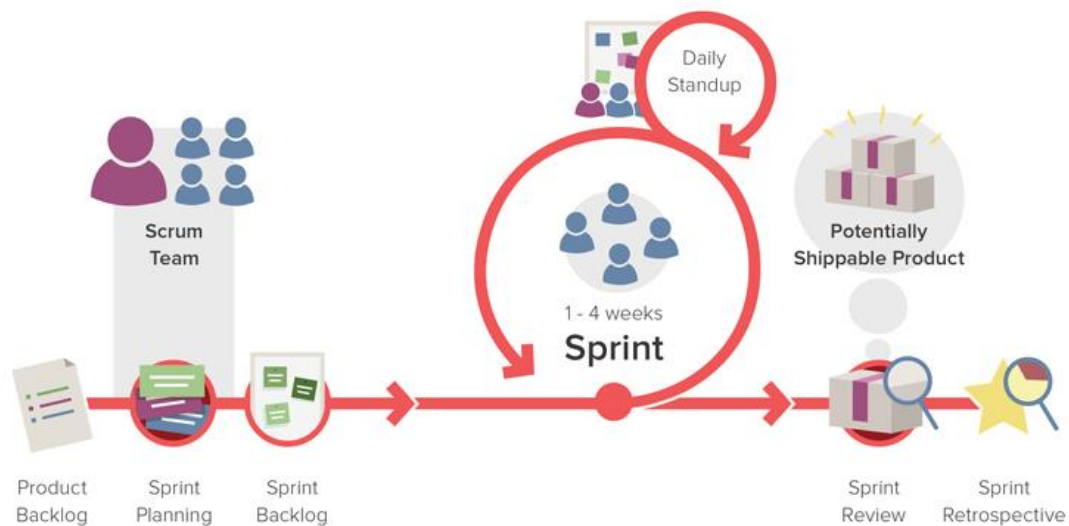 Daily
Standup
Scrum
Team
Potentially
Shippable Product
1 - 4 weeks
Sprint
Product
Backlog
Sprint
Planning
Sprint
Backlog
Sprint
Review
Sprint
Retrospective